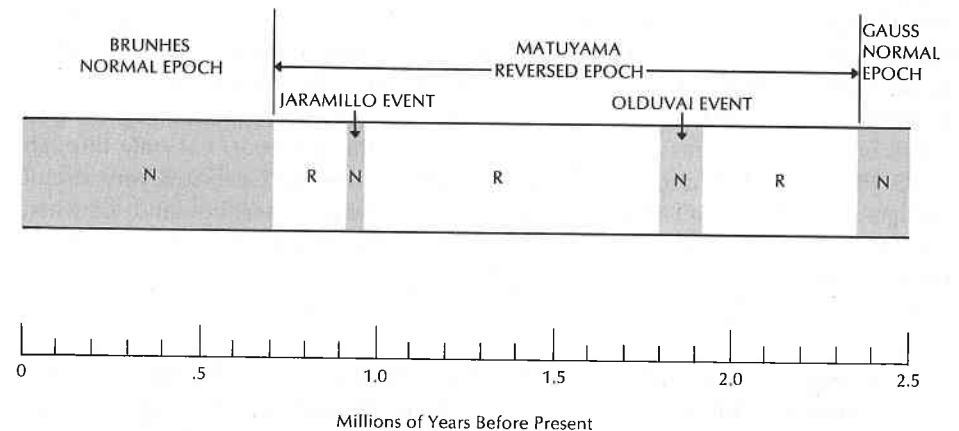 BRUNHES
NORMAL EPOCH
MATUYAMA
REVERSED EPOCH
GAUSS
NORMAL
EPOCH
JARAMILLO EVENT
OLDUVAI EVENT
N
R
N
R
N
R
N
0
.5
1.0
1.5
2.0
2.5
Millions of Years Before Present